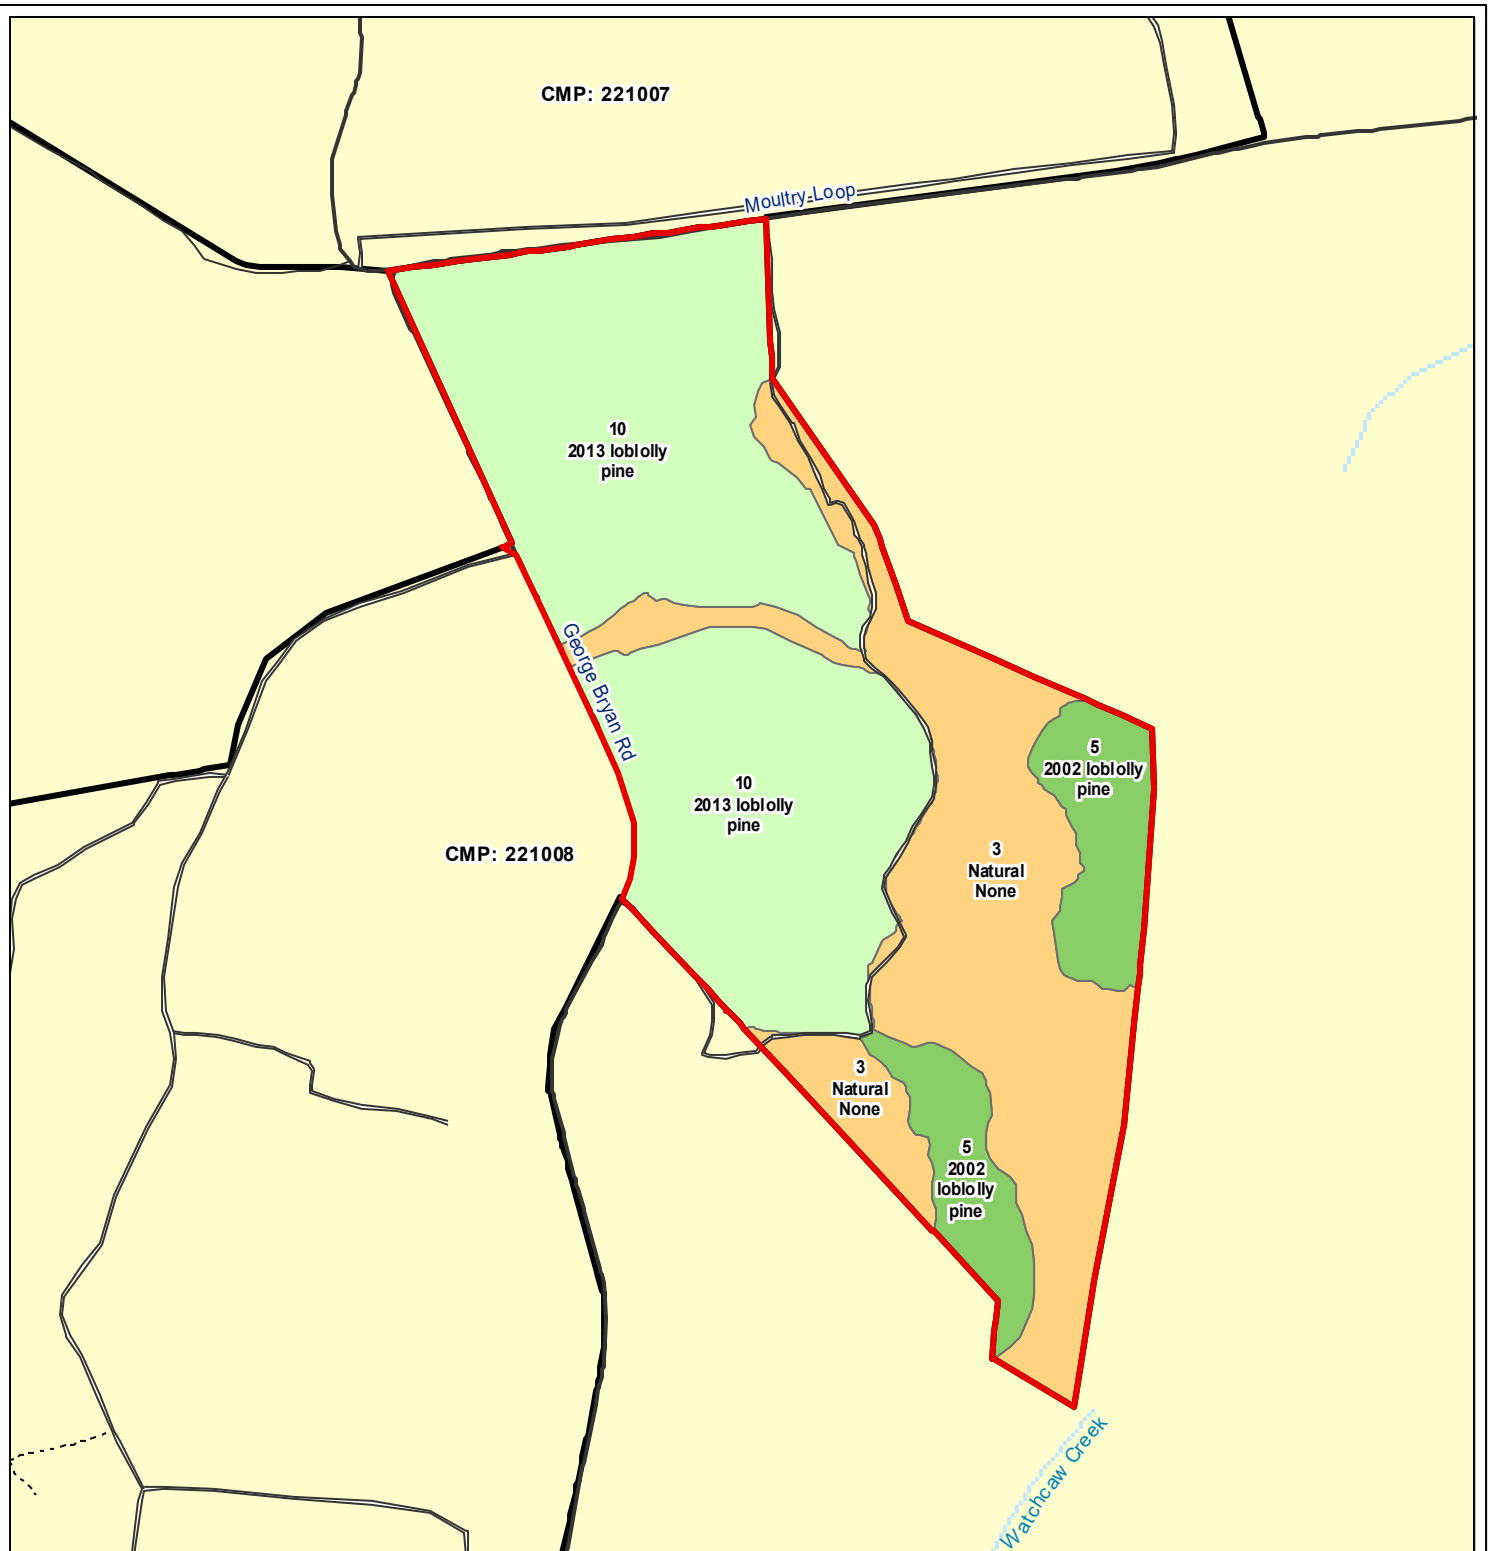 CMP: 221007
Moultry Loop
10
2013 loblolly
pine
George Bryan Rd
5
2002 loblolly
pine
10
2013 loblolly
pine
CMP: 221008
3
Natural
None
3
Natural
None
5
2002
loblolly
pine
Watchcaw Creek